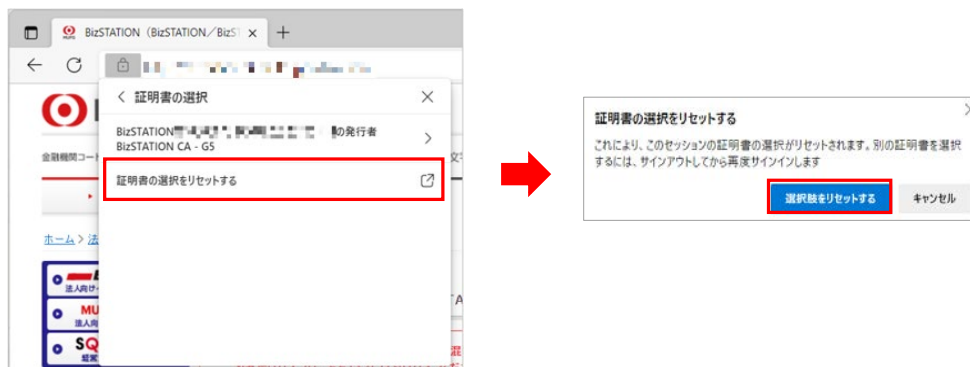 BizSTATION（BizSTATION／BizS
証明書の選択
BizSTATION
の発行者
BizSTATION CA - G5
証明書の選択をリセットする
金融機関コード
ホーム > 法
法人向け
MU
法人向
SQ
経営
証明書の選択をリセットする
これにより、このセッションの証明書の選択がリセットされます。別の証明書を選択
するには、サインアウトしてから再度サインインします
選択肢をリセットする
キャンセル